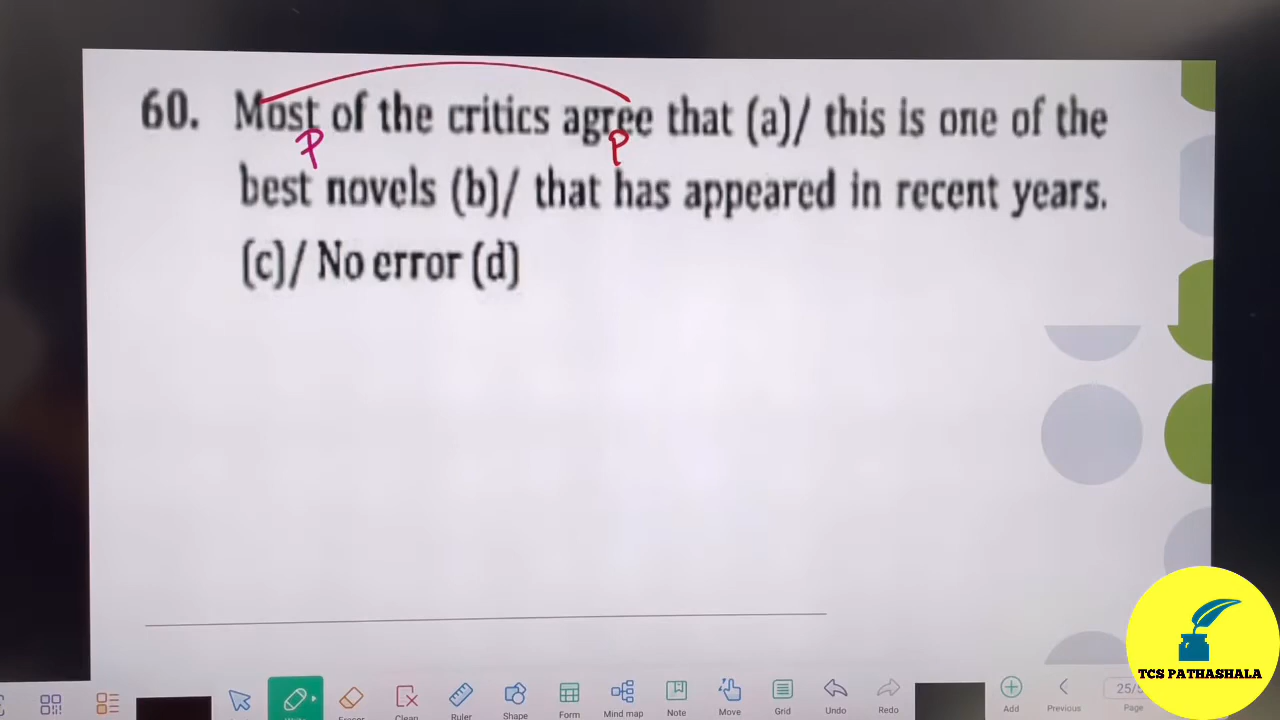 60. Most of the critics agree that (a)/ this is one of the
P P
best novels (b)/ that has appeared in recent years.
(c)/ No error (d)
TCS PATHASHALA
Clean Ruler Shape Form Mind map Note Move Grid Undo Redo Add Previous Page
25/5